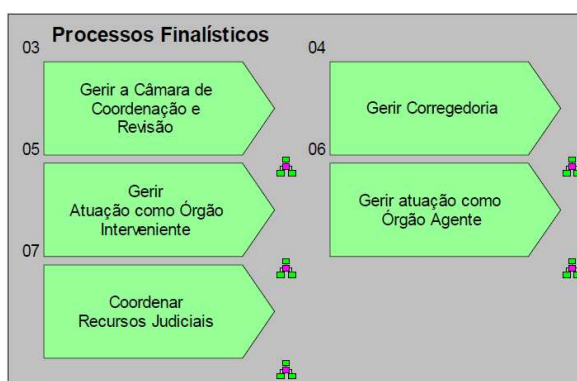 Processos Finalísticos
03
Gerir a Câmara de
Coordenação e
Revisão
04
Gerir Corregedoria
05
Gerir
Atuação como Órgão
Interveniente
06
Gerir atuação como
Órgão Agente
07
Coordenar
Recursos Judiciais